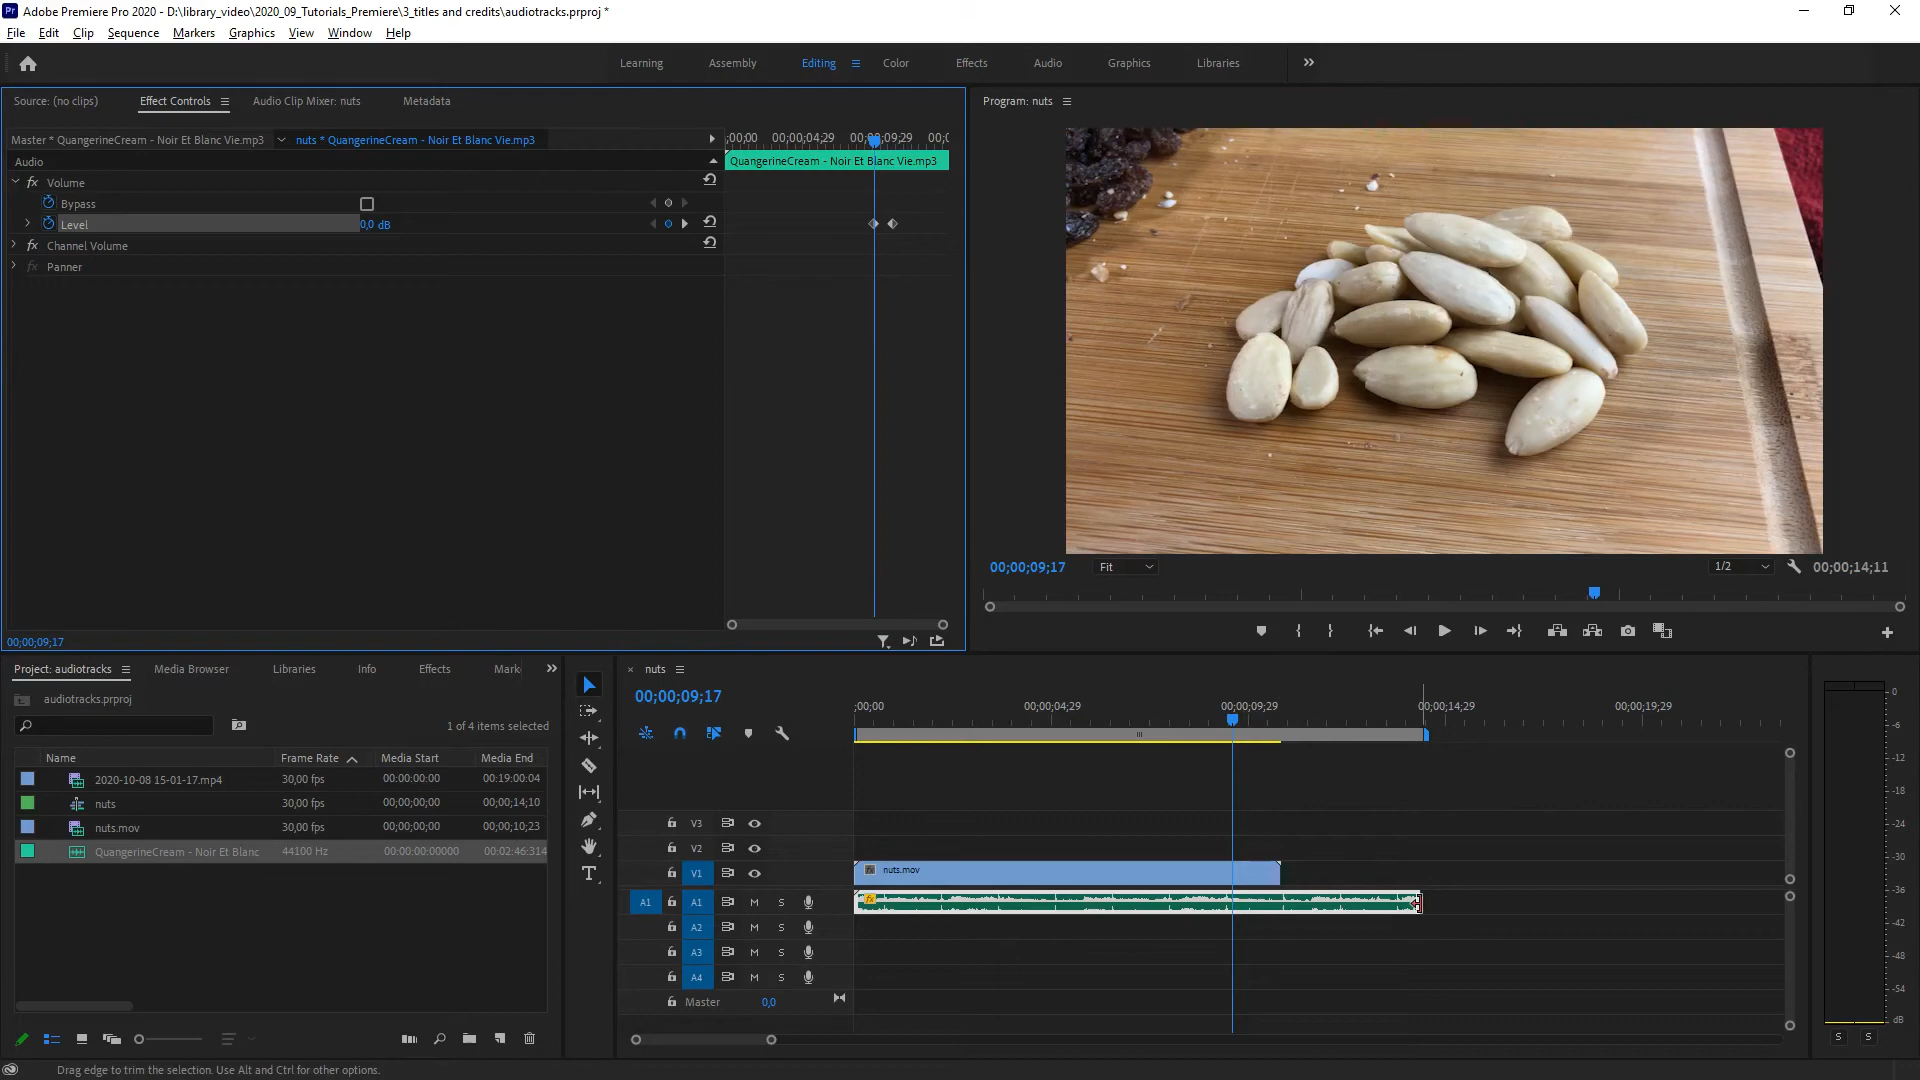 Pr Adobe Premiere Pro 2020 - D:\library_video\2020_09_Tutorials_Premiere\3_titles and credits\audiotracks.prproj *
File Edit Clip Sequence Markers Graphics View Window Help
Learning Assembly Editing Color Effects Audio Graphics Libraries
Source: (no clips) Effect Controls Audio Clip Mixer: nuts Metadata
Master * QuangerineCream - Noir Et Blanc Vie.mp3 nuts * QuangerineCream - Noir Et Blanc Vie.mp3
;00;00 00;00;04;29 00;00;09;29 00;0
Audio
QuangerineCream - Noir Et Blanc Vie.mp3
fx Volume
Bypass
Level 0,0 dB
fx Channel Volume
fx Panner
00;00;09;17
Program: nuts
00;00;09;17 Fit 1/2 00;00;14;11
Project: audiotracks Media Browser Libraries Info Effects Mark
audiotracks.prproj
1 of 4 items selected
Name Frame Rate Media Start Media End
2020-10-08 15-01-17.mp4 30,00 fps 00:00:00:00 00:19:00:04
nuts 30,00 fps 00;00;00;00 00;00;14;10
nuts.mov 30,00 fps 00;00;00;00 00;00;10;23
QuangerineCream - Noir Et Blanc 44100 Hz 00:00:00:00000 00:02:46:314
nuts
00;00;09;17
;00;00 00;00;04;29 00;00;09;29 00;00;14;29 00;00;19;29
V3
V2
V1 fx nuts.mov
A1 A1 M S fx
A2 M S
A3 M S
A4 M S
Master 0,0
0
-6
-12
-18
-24
-30
-36
-42
-48
-54
dB
S S
Drag edge to trim the selection. Use Alt and Ctrl for other options.